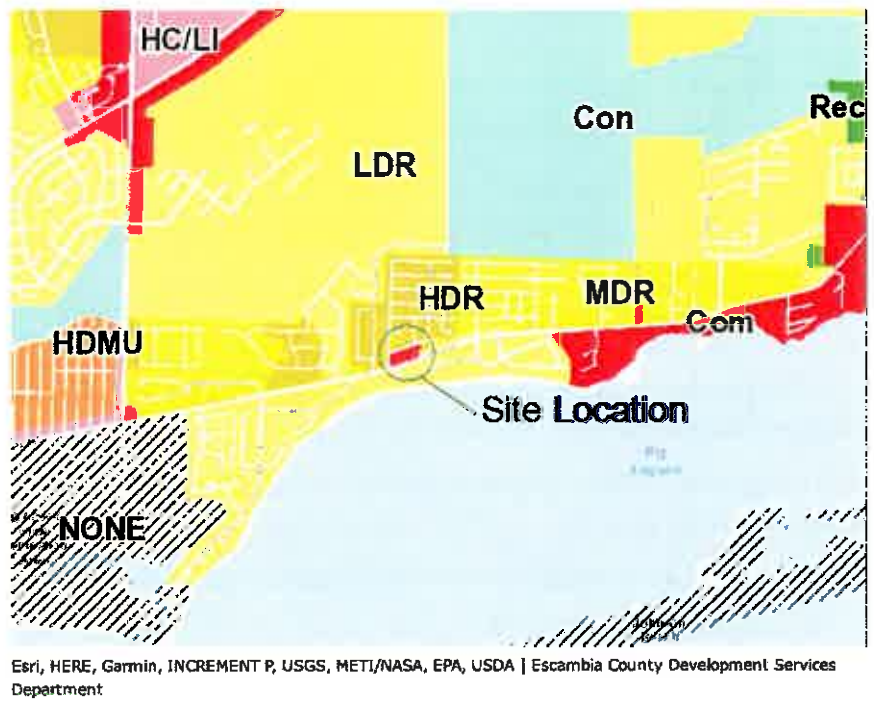 HC/LI
Con
Rec
LDR
HDR
MDR
Com
HDMU
Site Location
NONE
Esri, HERE, Garmin, INCREMENT P, USGS, METI/NASA, EPA, USDA | Escambia County Development Services
Department